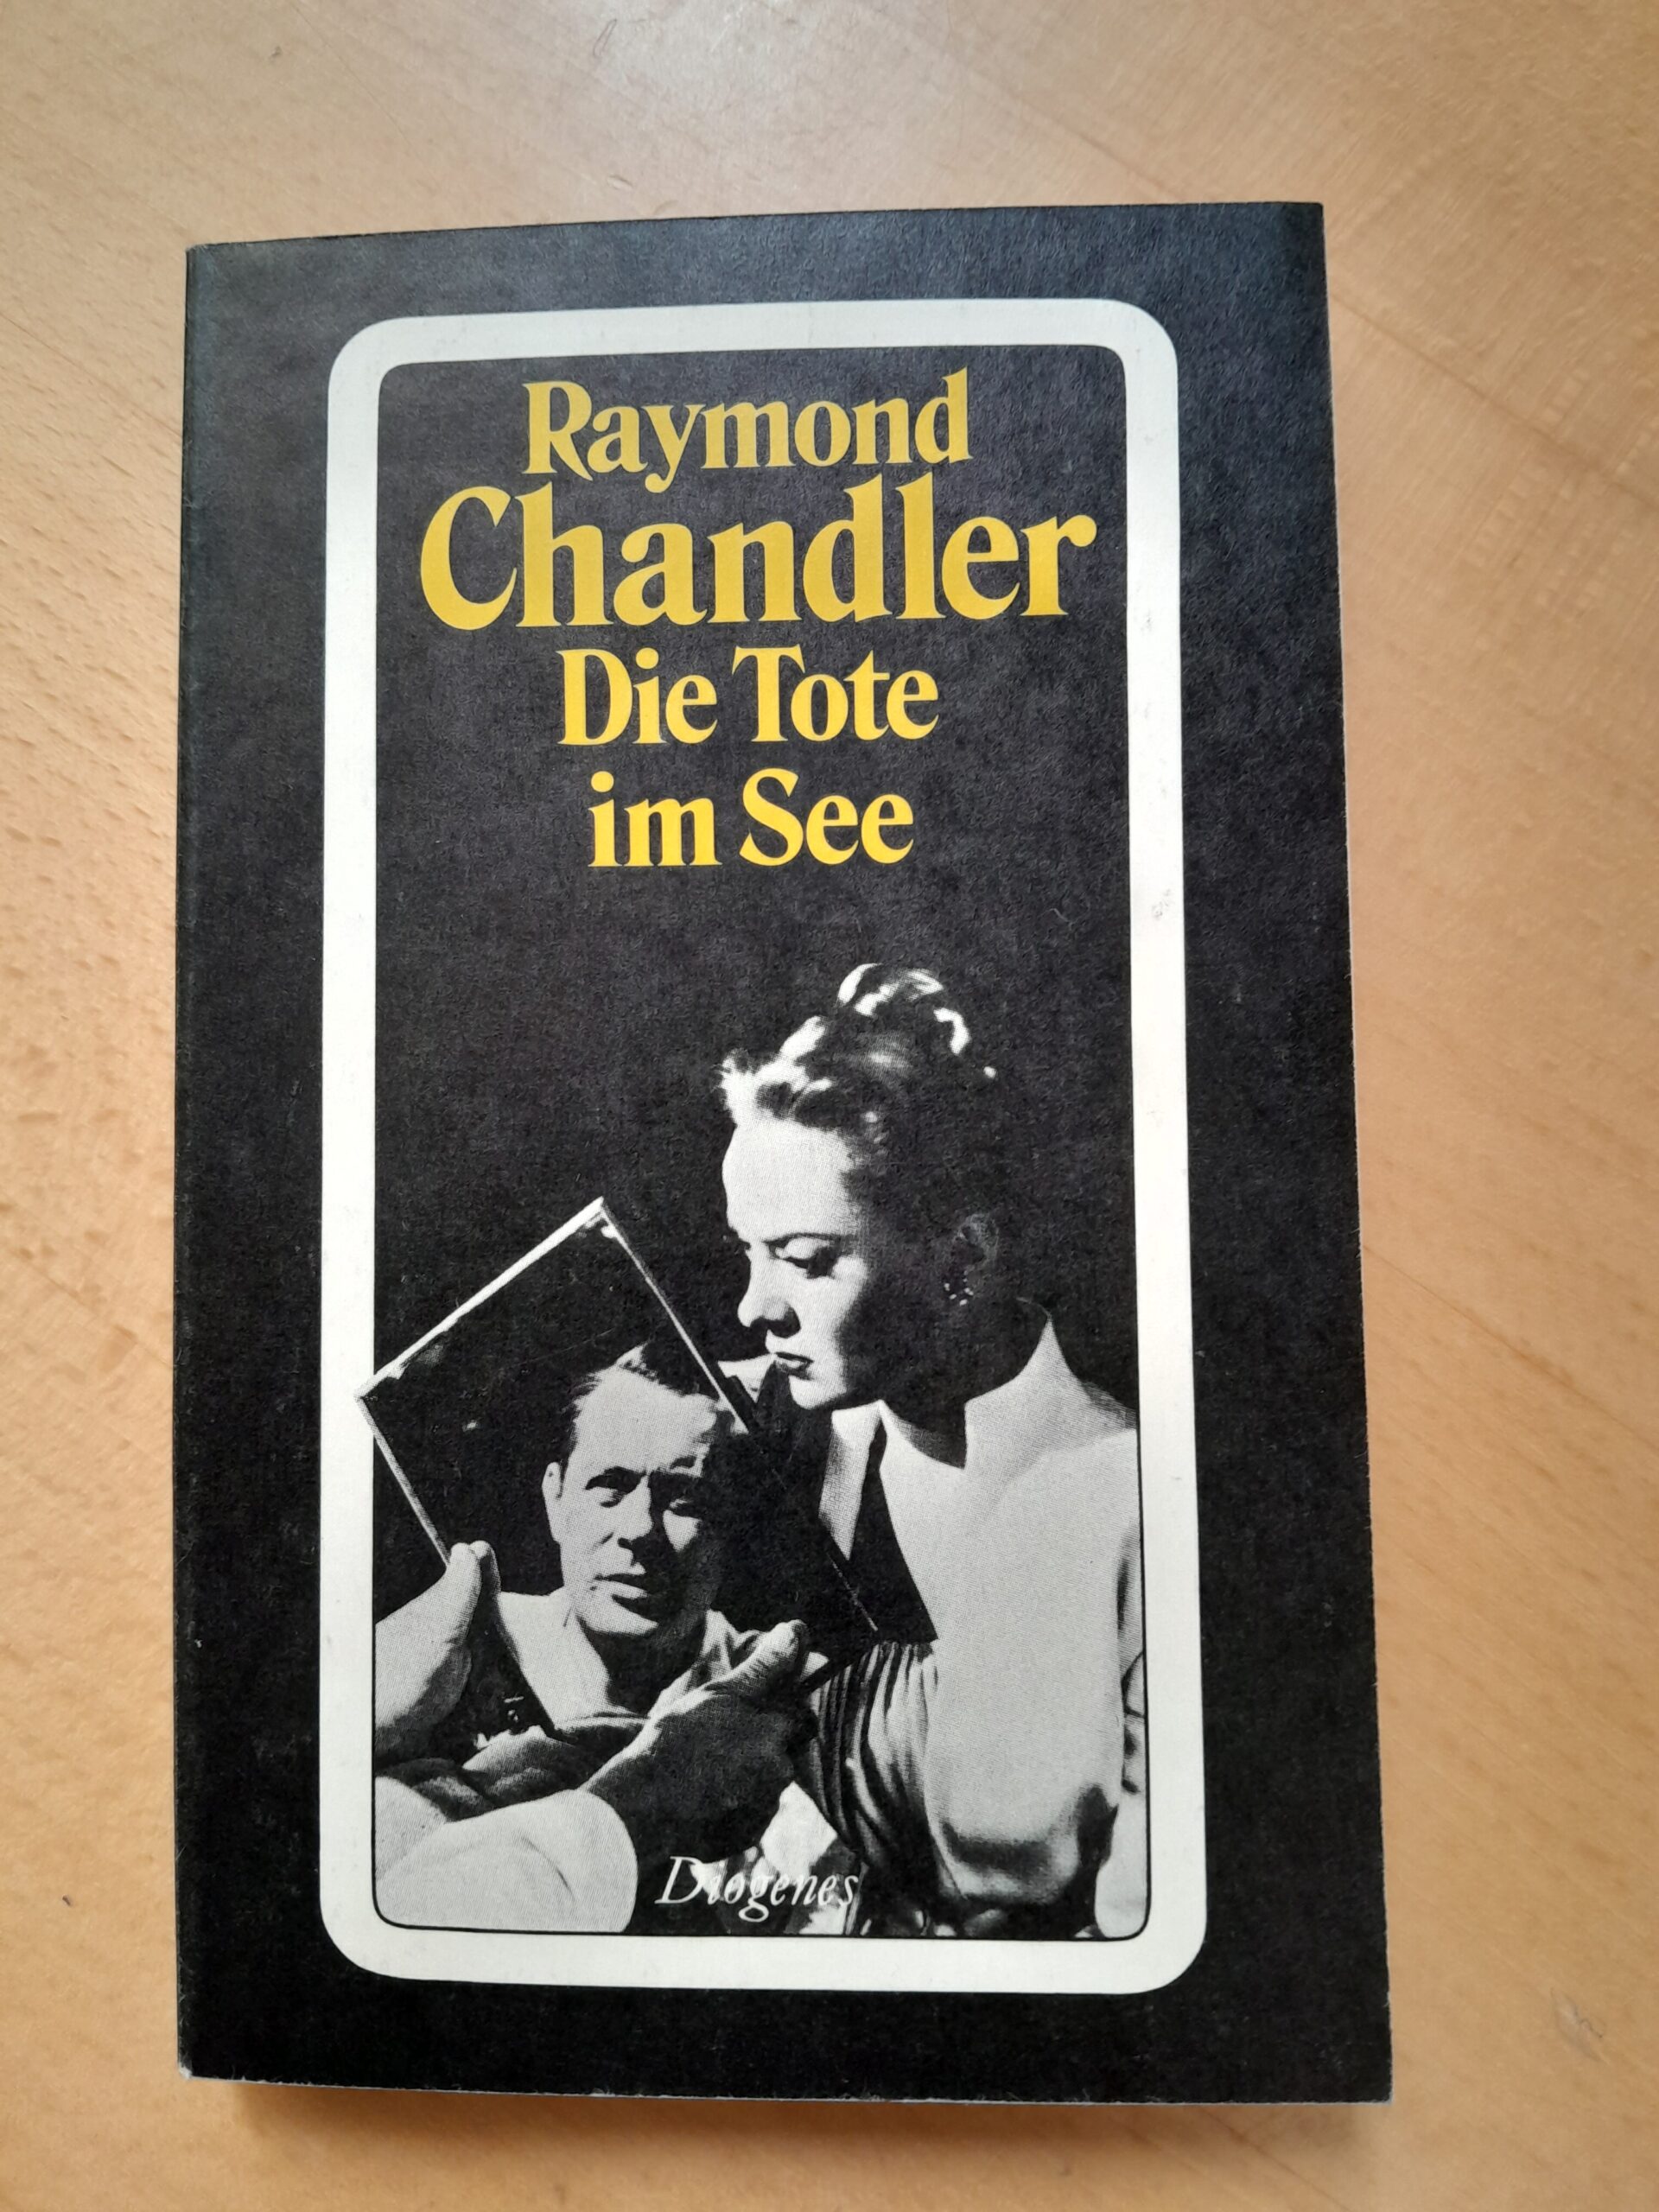 Raymond
Chandler
Die Tote
im See
Diogenes